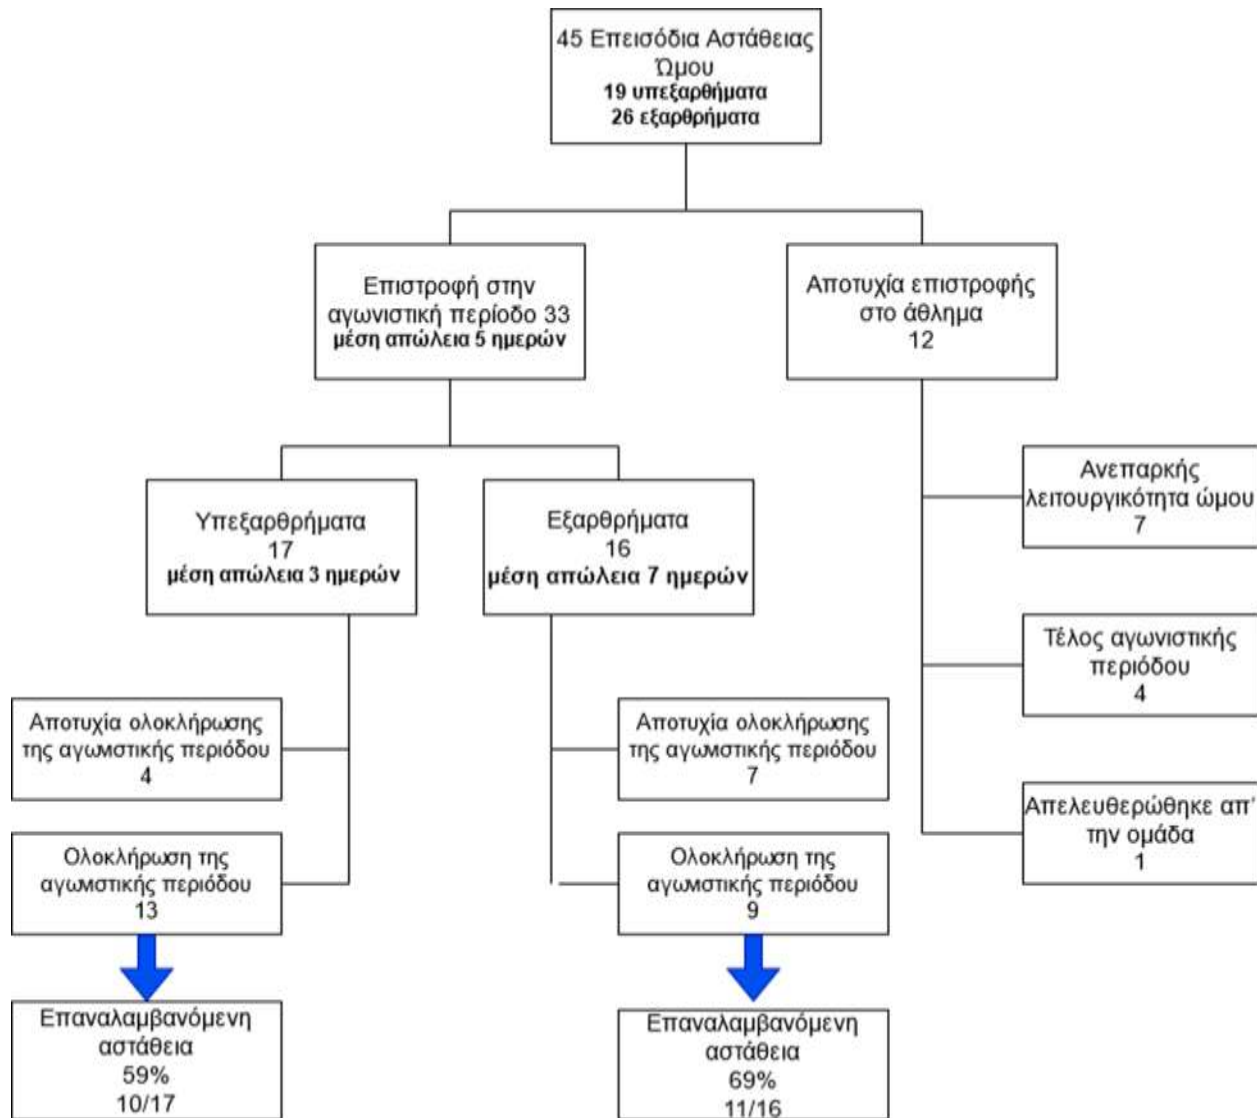 45 Επεισόδια Αστάθειας
Ώμου
19 υπεξαρθήματα
26 εξαρθρήματα
Επιστροφή στην
αγωνιστική περίοδο 33
μέση απώλεια 5 ημερών
Αποτυχία επιστροφής
στο άθλημα
12
Υπεξαρθρήματα
17
μέση απώλεια 3 ημερών
Εξαρθρήματα
16
μέση απώλεια 7 ημερών
Ανεπαρκής
λειτουργικότητα ώμου
7
Τέλος αγωνιστικής
περιόδου
4
Απελευθερώθηκε απ'
την ομάδα
1
Αποτυχία ολοκλήρωσης
της αγωνιστικής περιόδου
4
Αποτυχία ολοκλήρωσης
της αγωνιστικής περιόδου
7
Ολοκλήρωση της
αγωνιστικής περιόδου
13
Ολοκλήρωση της
αγωνιστικής περιόδου
9
Επαναλαμβανόμενη
αστάθεια
59%
10/17
Επαναλαμβανόμενη
αστάθεια
69%
11/16